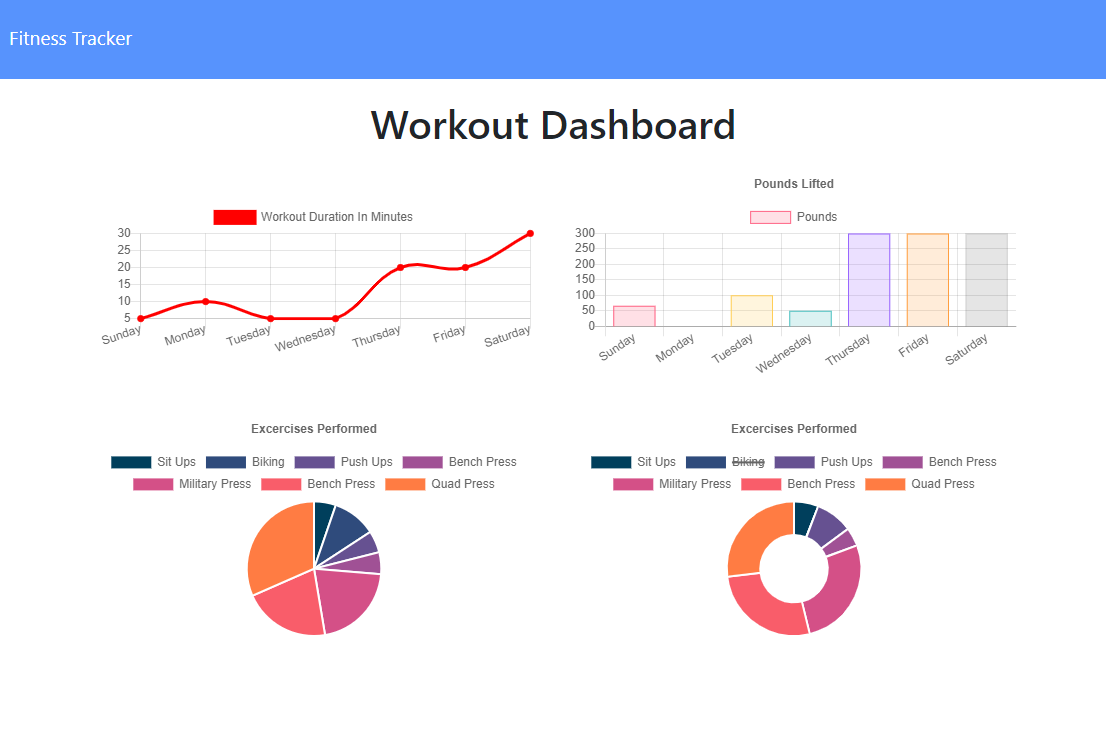 Fitness Tracker
Workout Dashboard
Workout Duration In Minutes
30
25
20
15
10
5
Sunday Monday Tuesday Wednesday Thursday Friday Saturday
Pounds Lifted
Pounds
300
250
200
150
100
50
0
Sunday Monday Tuesday Wednesday Thursday Friday Saturday
Excercises Performed
Sit Ups Biking Push Ups Bench Press
Military Press Bench Press Quad Press
Excercises Performed
Sit Ups Biking Push Ups Bench Press
Military Press Bench Press Quad Press